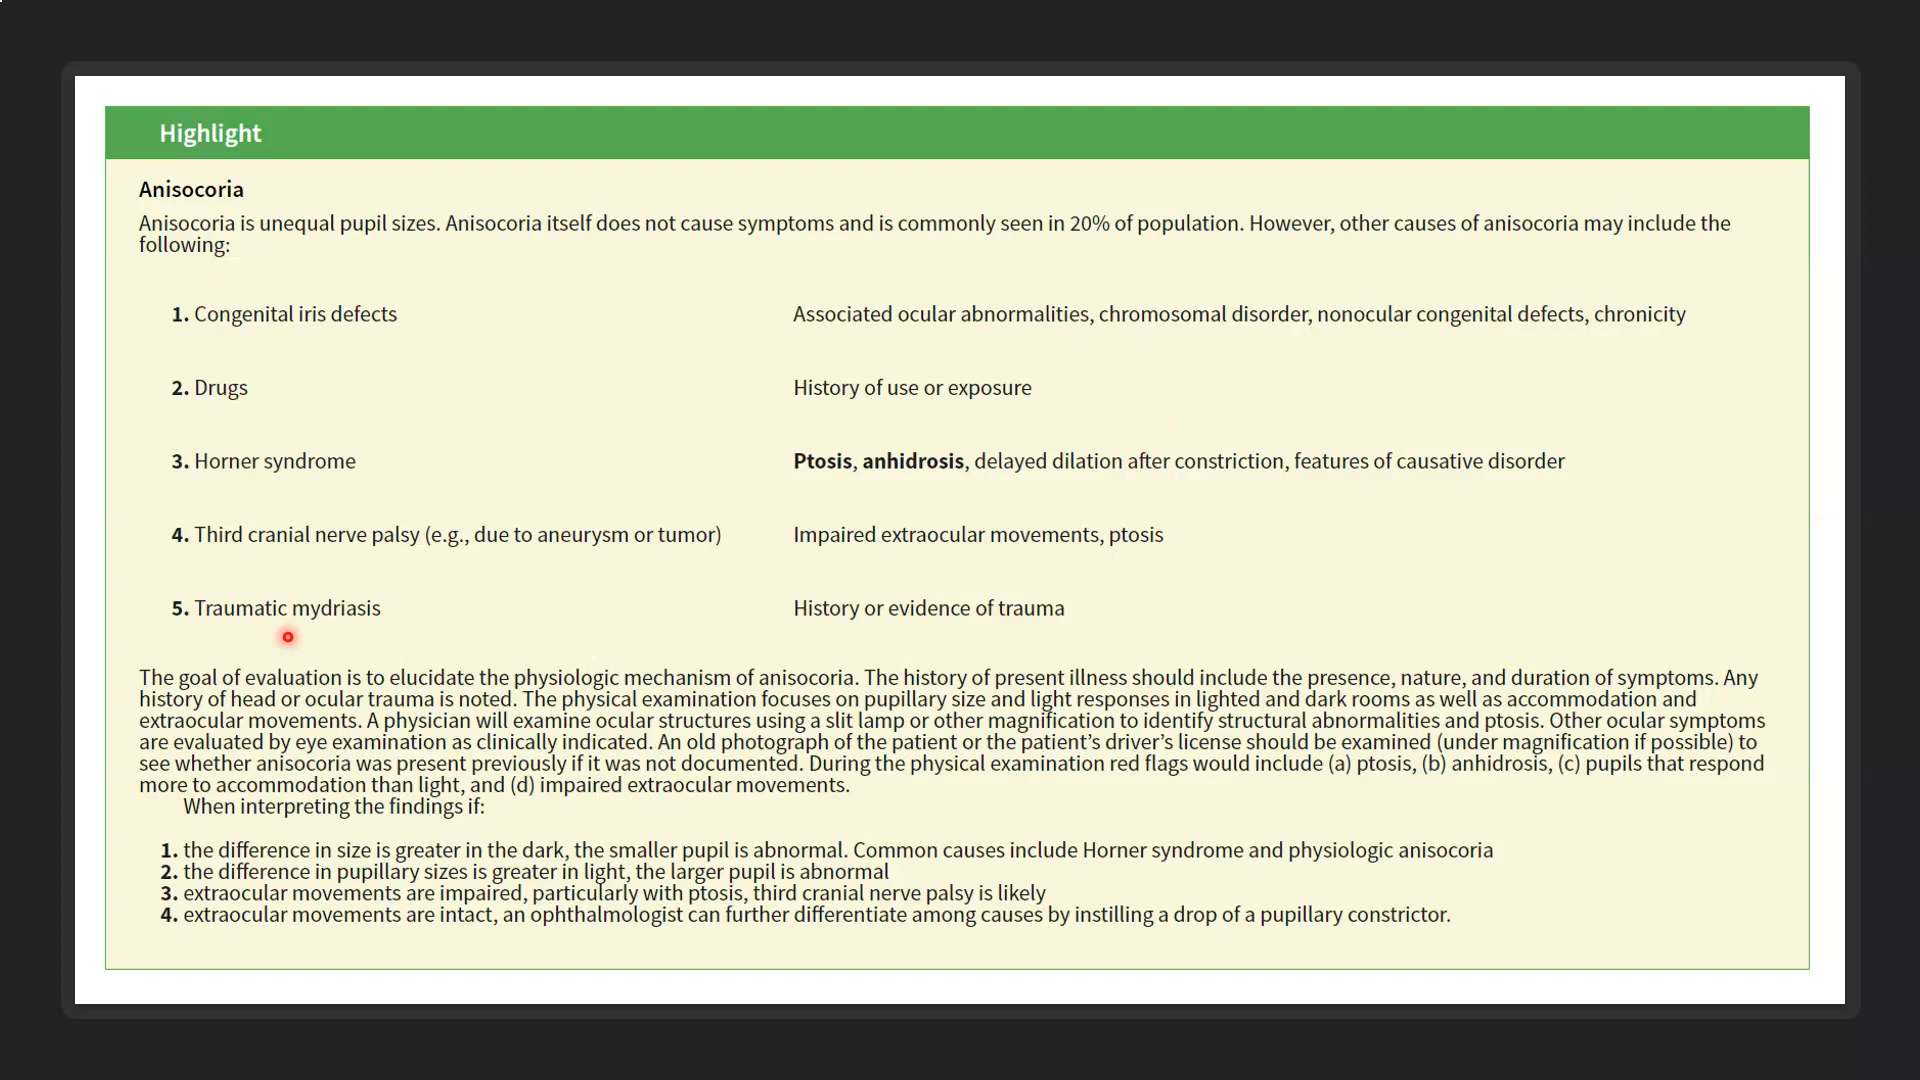 Highlight
Anisocoria
Anisocoria is unequal pupil sizes. Anisocoria itself does not cause symptoms and is commonly seen in 20% of population. However, other causes of anisocoria may include the
following:
1. Congenital iris defects Associated ocular abnormalities, chromosomal disorder, nonocular congenital defects, chronicity
2. Drugs History of use or exposure
3. Horner syndrome Ptosis, anhidrosis, delayed dilation after constriction, features of causative disorder
4. Third cranial nerve palsy (e.g., due to aneurysm or tumor) Impaired extraocular movements, ptosis
5. Traumatic mydriasis History or evidence of trauma
The goal of evaluation is to elucidate the physiologic mechanism of anisocoria. The history of present illness should include the presence, nature, and duration of symptoms. Any
history of head or ocular trauma is noted. The physical examination focuses on pupillary size and light responses in lighted and dark rooms as well as accommodation and
extraocular movements. A physician will examine ocular structures using a slit lamp or other magnification to identify structural abnormalities and ptosis. Other ocular symptoms
are evaluated by eye examination as clinically indicated. An old photograph of the patient or the patient’s driver’s license should be examined (under magnification if possible) to
see whether anisocoria was present previously if it was not documented. During the physical examination red flags would include (a) ptosis, (b) anhidrosis, (c) pupils that respond
more to accommodation than light, and (d) impaired extraocular movements.
When interpreting the findings if:
1. the difference in size is greater in the dark, the smaller pupil is abnormal. Common causes include Horner syndrome and physiologic anisocoria
2. the difference in pupillary sizes is greater in light, the larger pupil is abnormal
3. extraocular movements are impaired, particularly with ptosis, third cranial nerve palsy is likely
4. extraocular movements are intact, an ophthalmologist can further differentiate among causes by instilling a drop of a pupillary constrictor.